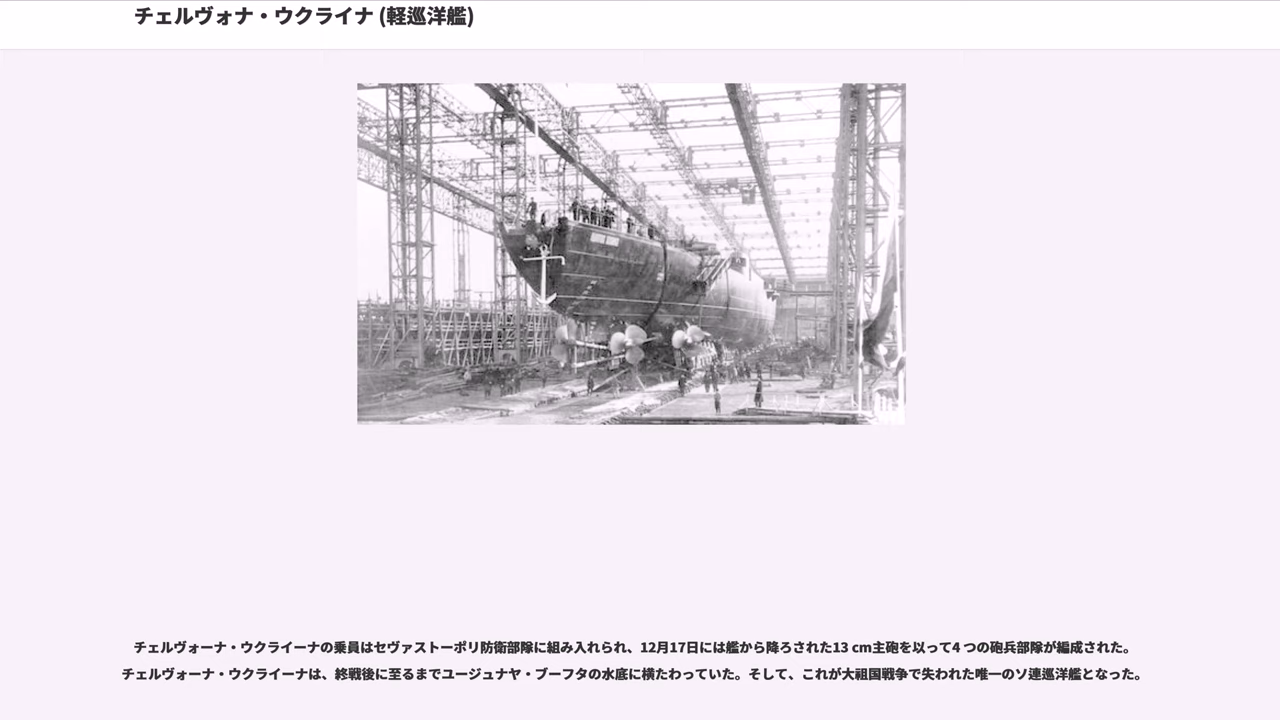 チェルヴォナ・ウクライナ (軽巡洋艦)
チェルヴォーナ・ウクライーナの乗員はセヴァストーポリ防衛部隊に組み入れられ、12月17日には艦から降ろされた13 cm主砲を以って4 つの砲兵部隊が編成された。
チェルヴォーナ・ウクライーナは、終戦後に至るまでユージュナヤ・ブーフタの水底に横たわっていた。そして、これが大祖国戦争で失われた唯一のソ連巡洋艦となった。